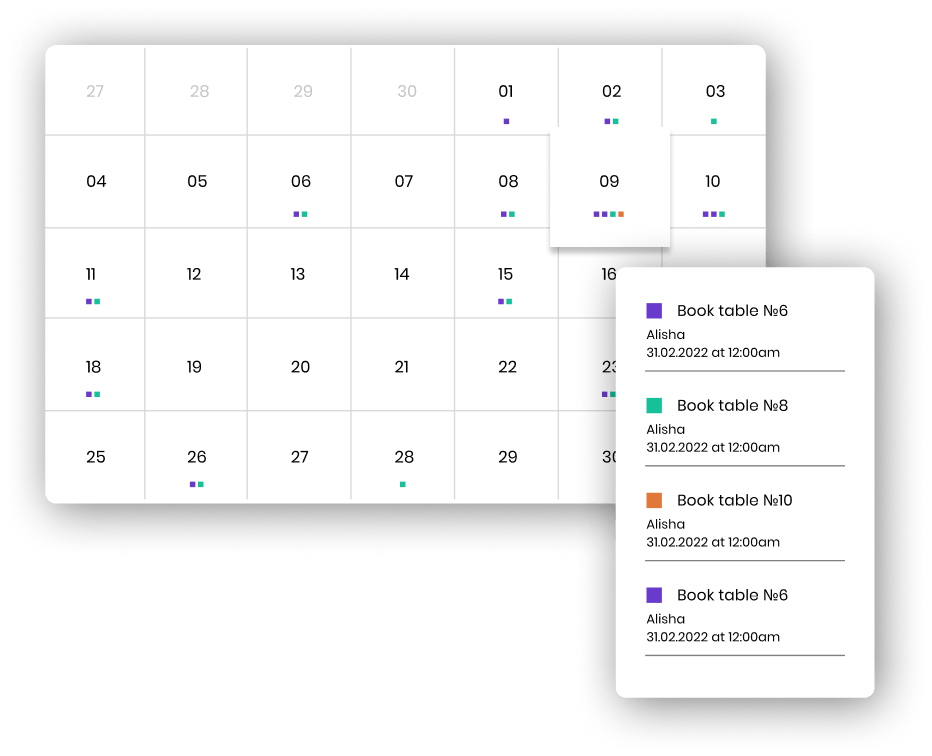 27 28 29 30 01 02 03
04 05 06 07 08 09 10
11 12 13 14 15 16
18 19 20 21 22 23
25 26 27 28 29 30
Book table №6
Alisha
31.02.2022 at 12:00am
Book table №8
Alisha
31.02.2022 at 12:00am
Book table №10
Alisha
31.02.2022 at 12:00am
Book table №6
Alisha
31.02.2022 at 12:00am